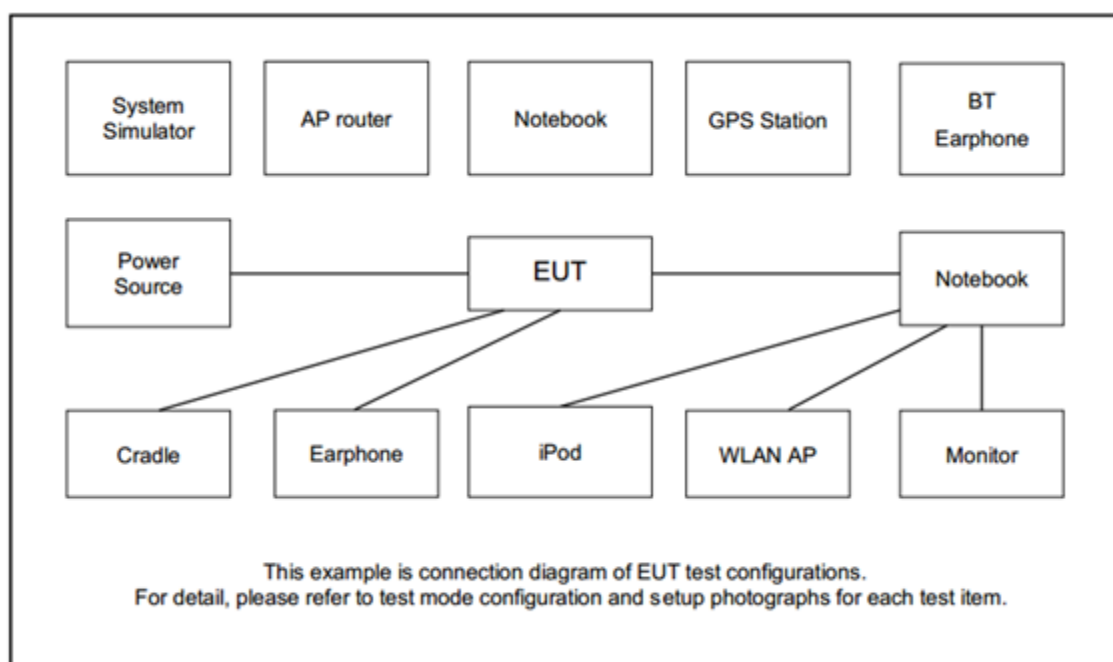 System
Simulator
AP router
Notebook
GPS Station
BT
Earphone
Power
Source
EUT
Notebook
Cradle
Earphone
iPod
WLAN AP
Monitor
This example is connection diagram of EUT test configurations.
For detail, please refer to test mode configuration and setup photographs for each test item.